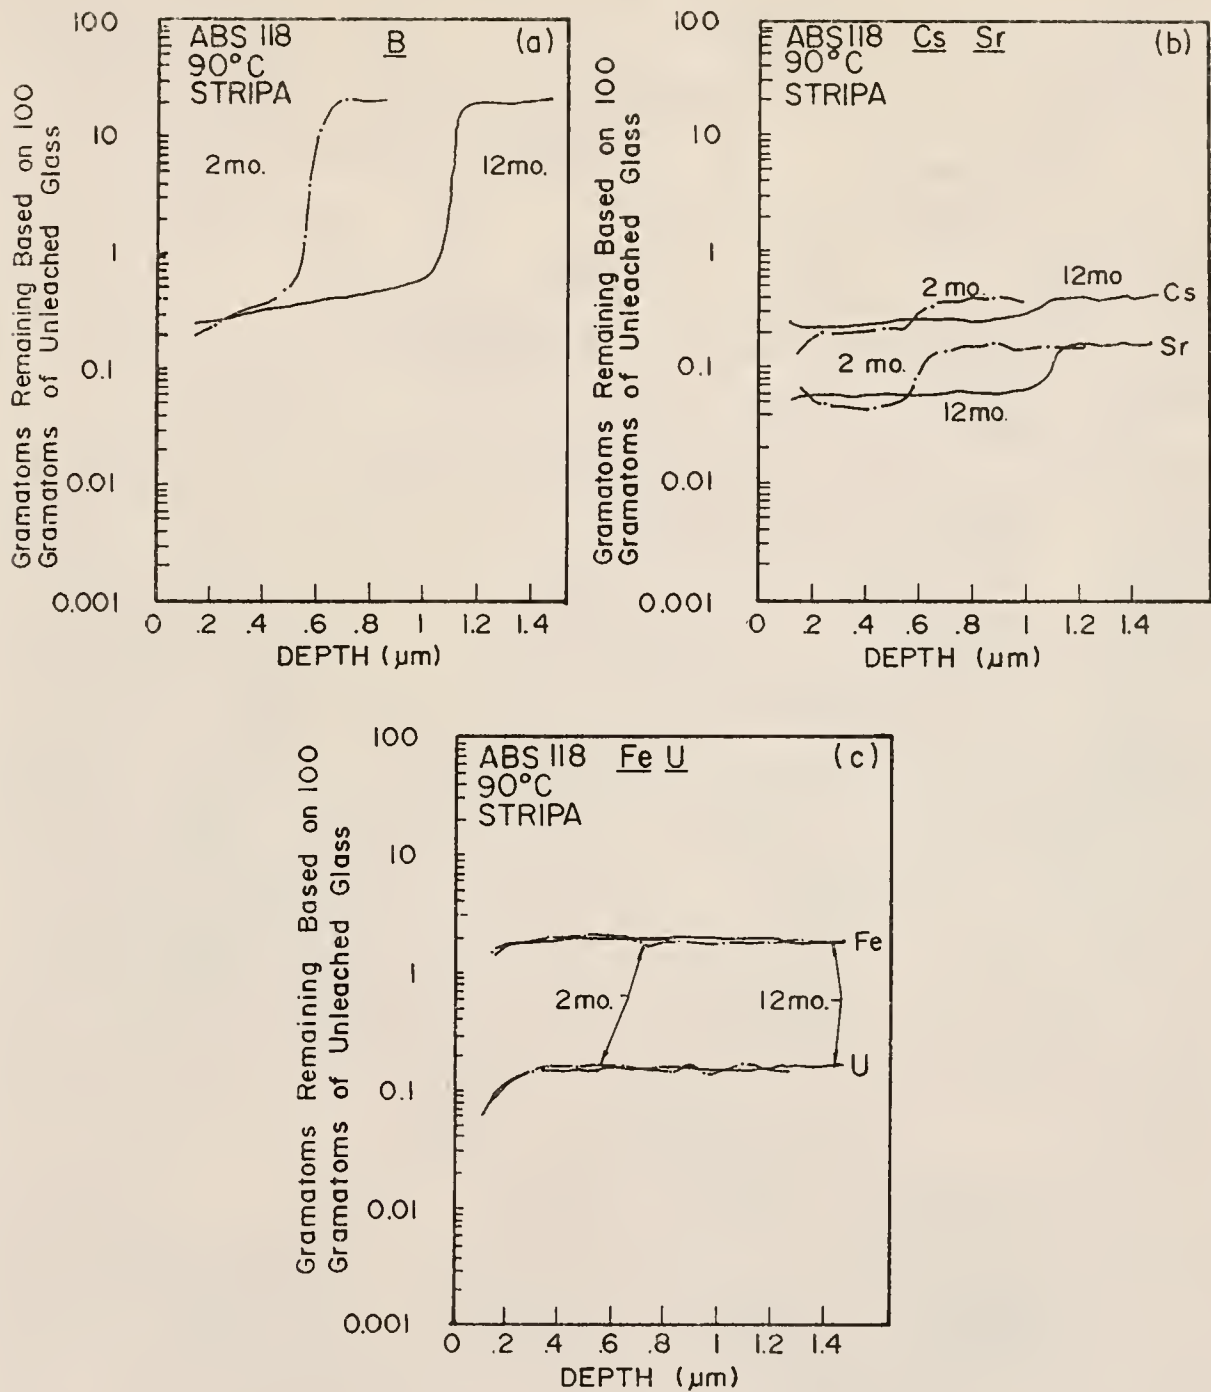 Gramatoms Remaining Based on 100
Gramatoms of Unleached Glass
100
10
1
0.1
0.01
0.001
ABS 118 B (a)
90°C
STRIPA
2mo. 12mo.
0 .2 .4 .6 .8 1 1.2 1.4
DEPTH (µm)
Gramatoms Remaining Based on 100
Gramatoms of Unleached Glass
100
10
1
0.1
0.01
0.001
ABS 118 Cs Sr (b)
90°C
STRIPA
2 mo. 12mo
Cs
Sr
2 mo.
12mo.
0 .2 .4 .6 .8 1 1.2 1.4
DEPTH (µm)
Gramatoms Remaining Based on 100
Gramatoms of Unleached Glass
100
10
1
0.1
0.01
0.001
ABS 118 Fe U (c)
90°C
STRIPA
Fe
2mo. 12mo.
U
0 .2 .4 .6 .8 1 1.2 1.4
DEPTH (µm)